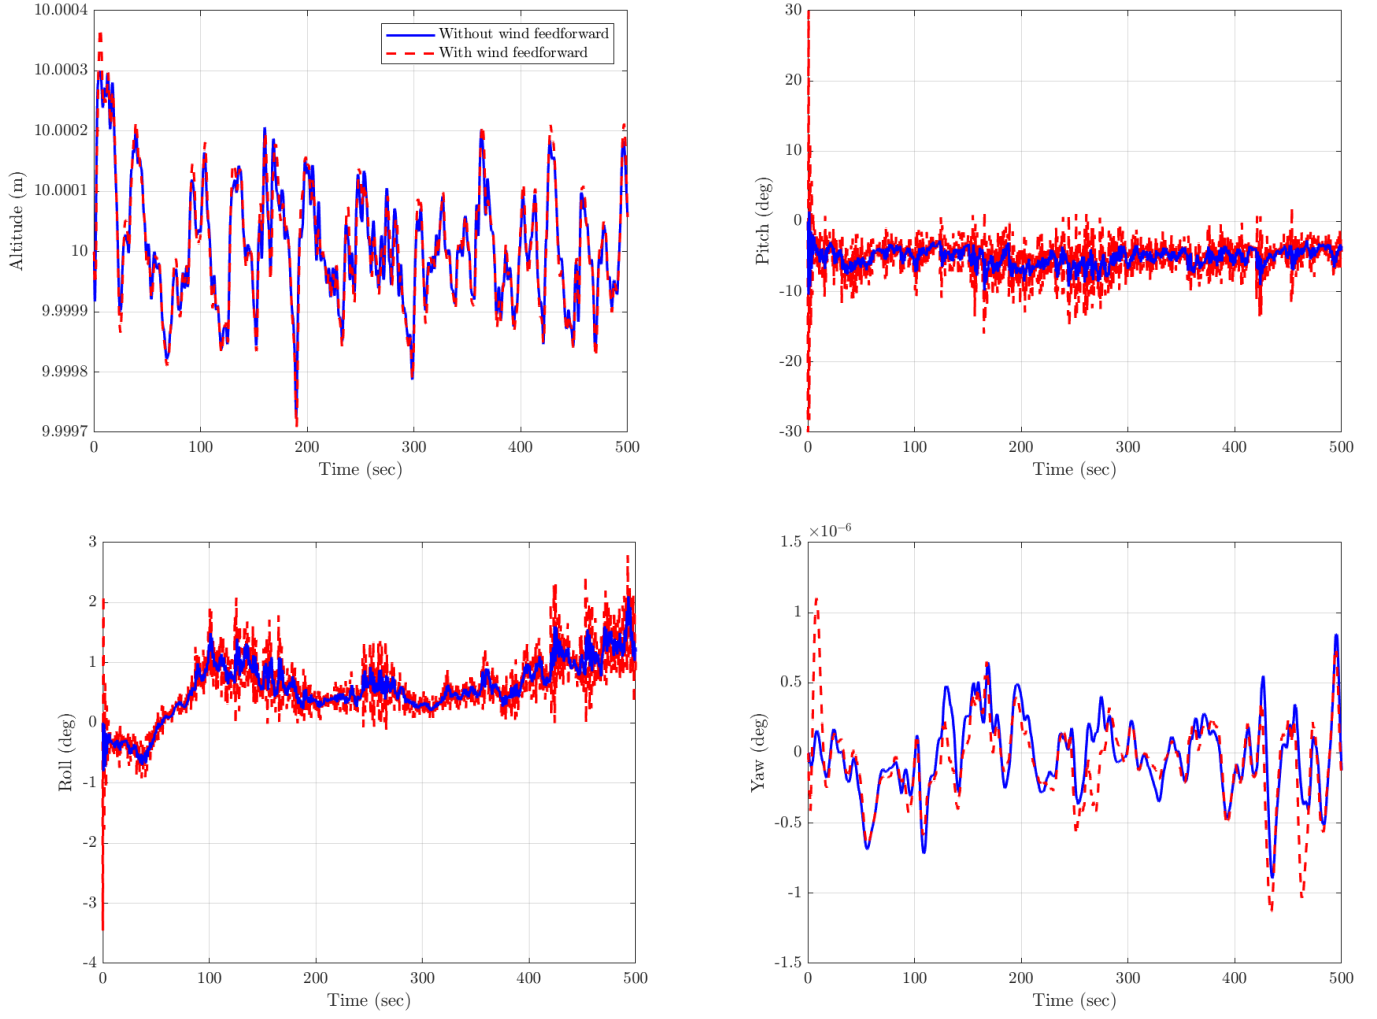 10.0004
10.0003
10.0002
10.0001
10
9.9999
9.9998
9.9997
Altitude (m)
Without wind feedforward
With wind feedforward
0 100 200 300 400 500
Time (sec)
30
20
10
0
-10
-20
-30
Pitch (deg)
0 100 200 300 400 500
Time (sec)
3
2
1
0
-1
-2
-3
-4
Roll (deg)
0 100 200 300 400 500
Time (sec)
×10⁻⁶
1.5
1
0.5
0
-0.5
-1
-1.5
Yaw (deg)
0 100 200 300 400 500
Time (sec)